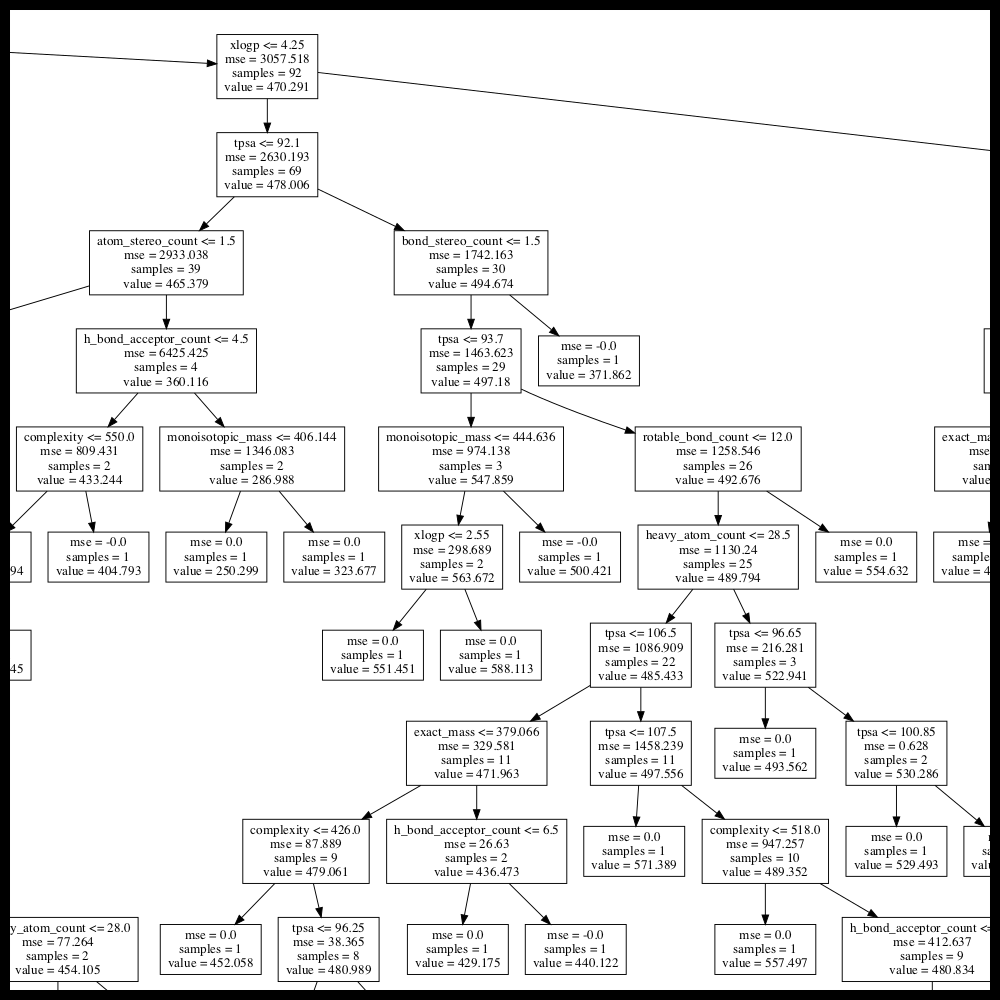 xlogp <= 4.25
mse = 3057.518
samples = 92
value = 470.291
tpsa <= 92.1
mse = 2630.193
samples = 69
value = 478.006
atom_stereo_count <= 1.5
mse = 2933.038
samples = 39
value = 465.379
bond_stereo_count <= 1.5
mse = 1742.163
samples = 30
value = 494.674
h_bond_acceptor_count <= 4.5
mse = 6425.425
samples = 4
value = 360.116
tpsa <= 93.7
mse = 1463.623
samples = 29
value = 497.18
mse = -0.0
samples = 1
value = 371.862
complexity <= 550.0
mse = 809.431
samples = 2
value = 433.244
monoisotopic_mass <= 406.144
mse = 1346.083
samples = 2
value = 286.988
monoisotopic_mass <= 444.636
mse = 974.138
samples = 3
value = 547.859
rotatable_bond_count <= 12.0
mse = 1258.546
samples = 26
value = 492.676
exact_ma
mse
sam
value =
94
mse = -0.0
samples = 1
value = 404.793
mse = 0.0
samples = 1
value = 250.299
mse = 0.0
samples = 1
value = 323.677
xlogp <= 2.55
mse = 298.689
samples = 2
value = 563.672
mse = -0.0
samples = 1
value = 500.421
heavy_atom_count <= 28.5
mse = 1130.24
samples = 25
value = 489.794
mse = 0.0
samples = 1
value = 554.632
mse =
sample
value = 4
45
mse = 0.0
samples = 1
value = 551.451
mse = 0.0
samples = 1
value = 588.113
tpsa <= 106.5
mse = 1086.909
samples = 22
value = 485.433
tpsa <= 96.65
mse = 216.281
samples = 3
value = 522.941
exact_mass <= 379.066
mse = 329.581
samples = 11
value = 471.963
tpsa <= 107.5
mse = 1458.239
samples = 11
value = 497.556
mse = 0.0
samples = 1
value = 493.562
tpsa <= 100.85
mse = 0.628
samples = 2
value = 530.286
complexity <= 426.0
mse = 87.889
samples = 9
value = 479.061
h_bond_acceptor_count <= 6.5
mse = 26.63
samples = 2
value = 436.473
mse = 0.0
samples = 1
value = 571.389
complexity <= 518.0
mse = 947.257
samples = 10
value = 489.352
mse = 0.0
samples = 1
value = 529.493
sa
valu
y_atom_count <= 28.0
mse = 77.264
samples = 2
value = 454.105
mse = 0.0
samples = 1
value = 452.058
tpsa <= 96.25
mse = 38.365
samples = 8
value = 480.989
mse = 0.0
samples = 1
value = 429.175
mse = -0.0
samples = 1
value = 440.122
mse = 0.0
samples = 1
value = 557.497
h_bond_acceptor_count <=
mse = 412.637
samples = 9
value = 480.834